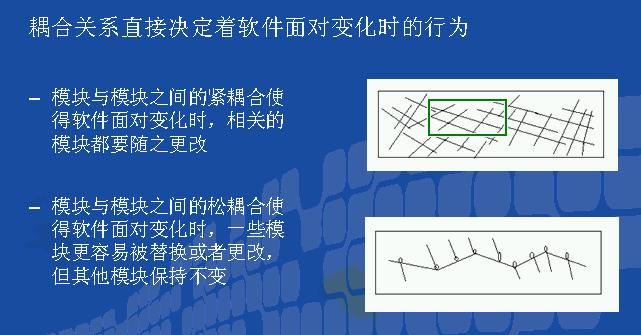 耦合关系直接决定着软件面对变化时的行为
– 模块与模块之间的紧耦合使
得软件面对变化时，相关的
模块都要随之更改
– 模块与模块之间的松耦合使
得软件面对变化时，一些模
块更容易被替换或者更改，
但其他模块保持不变